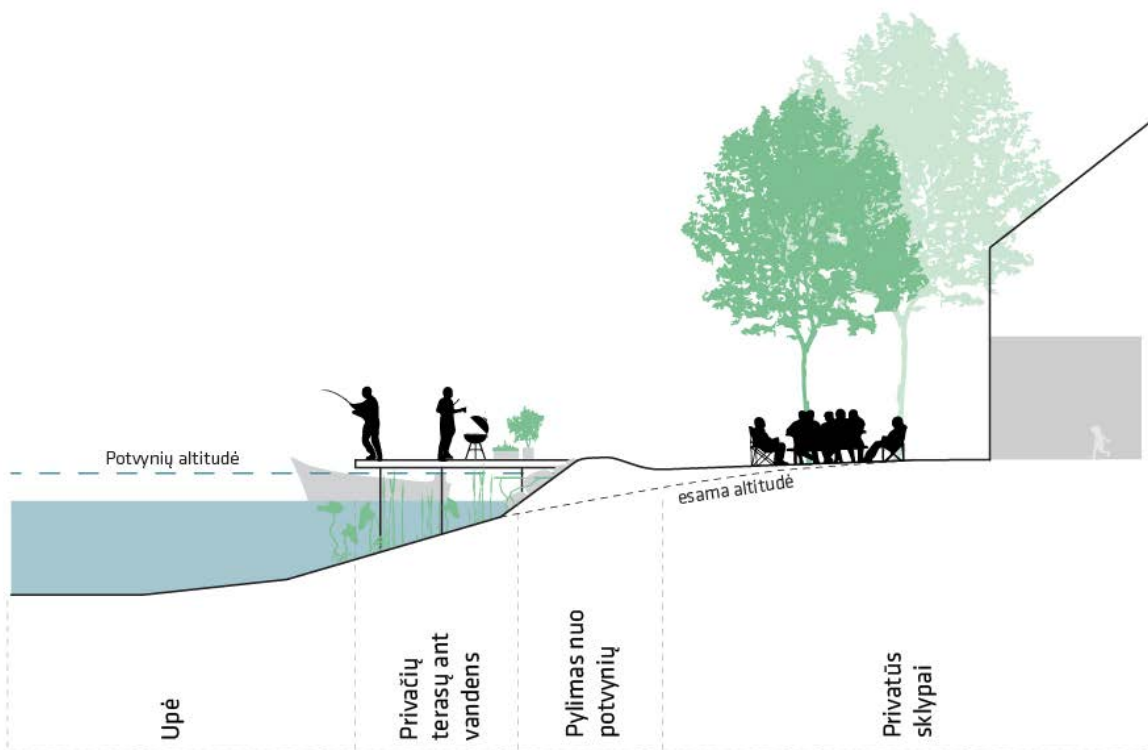 Potvynių altitudė
esama altitudė
Upė
Privačių
terasų ant
vandens
Pylimas nuo
potvynių
Privatūs
sklypai